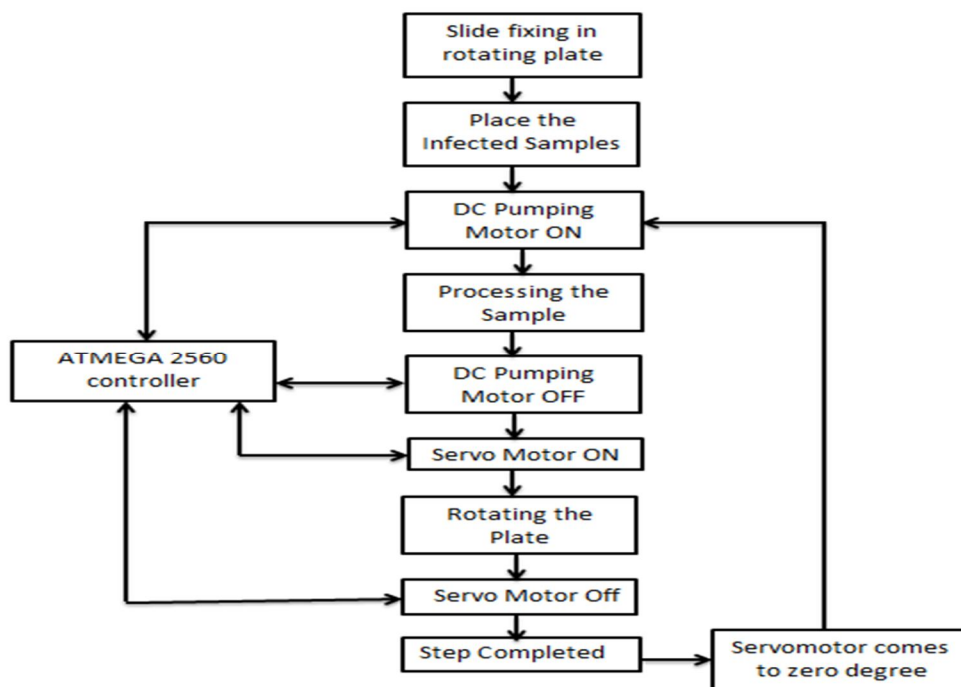 Slide fixing in
rotating plate
Place the
Infected Samples
DC Pumping
Motor ON
Processing the
Sample
ATMEGA 2560
controller
DC Pumping
Motor OFF
Servo Motor ON
Rotating the
Plate
Servo Motor Off
Step Completed
Servomotor comes
to zero degree